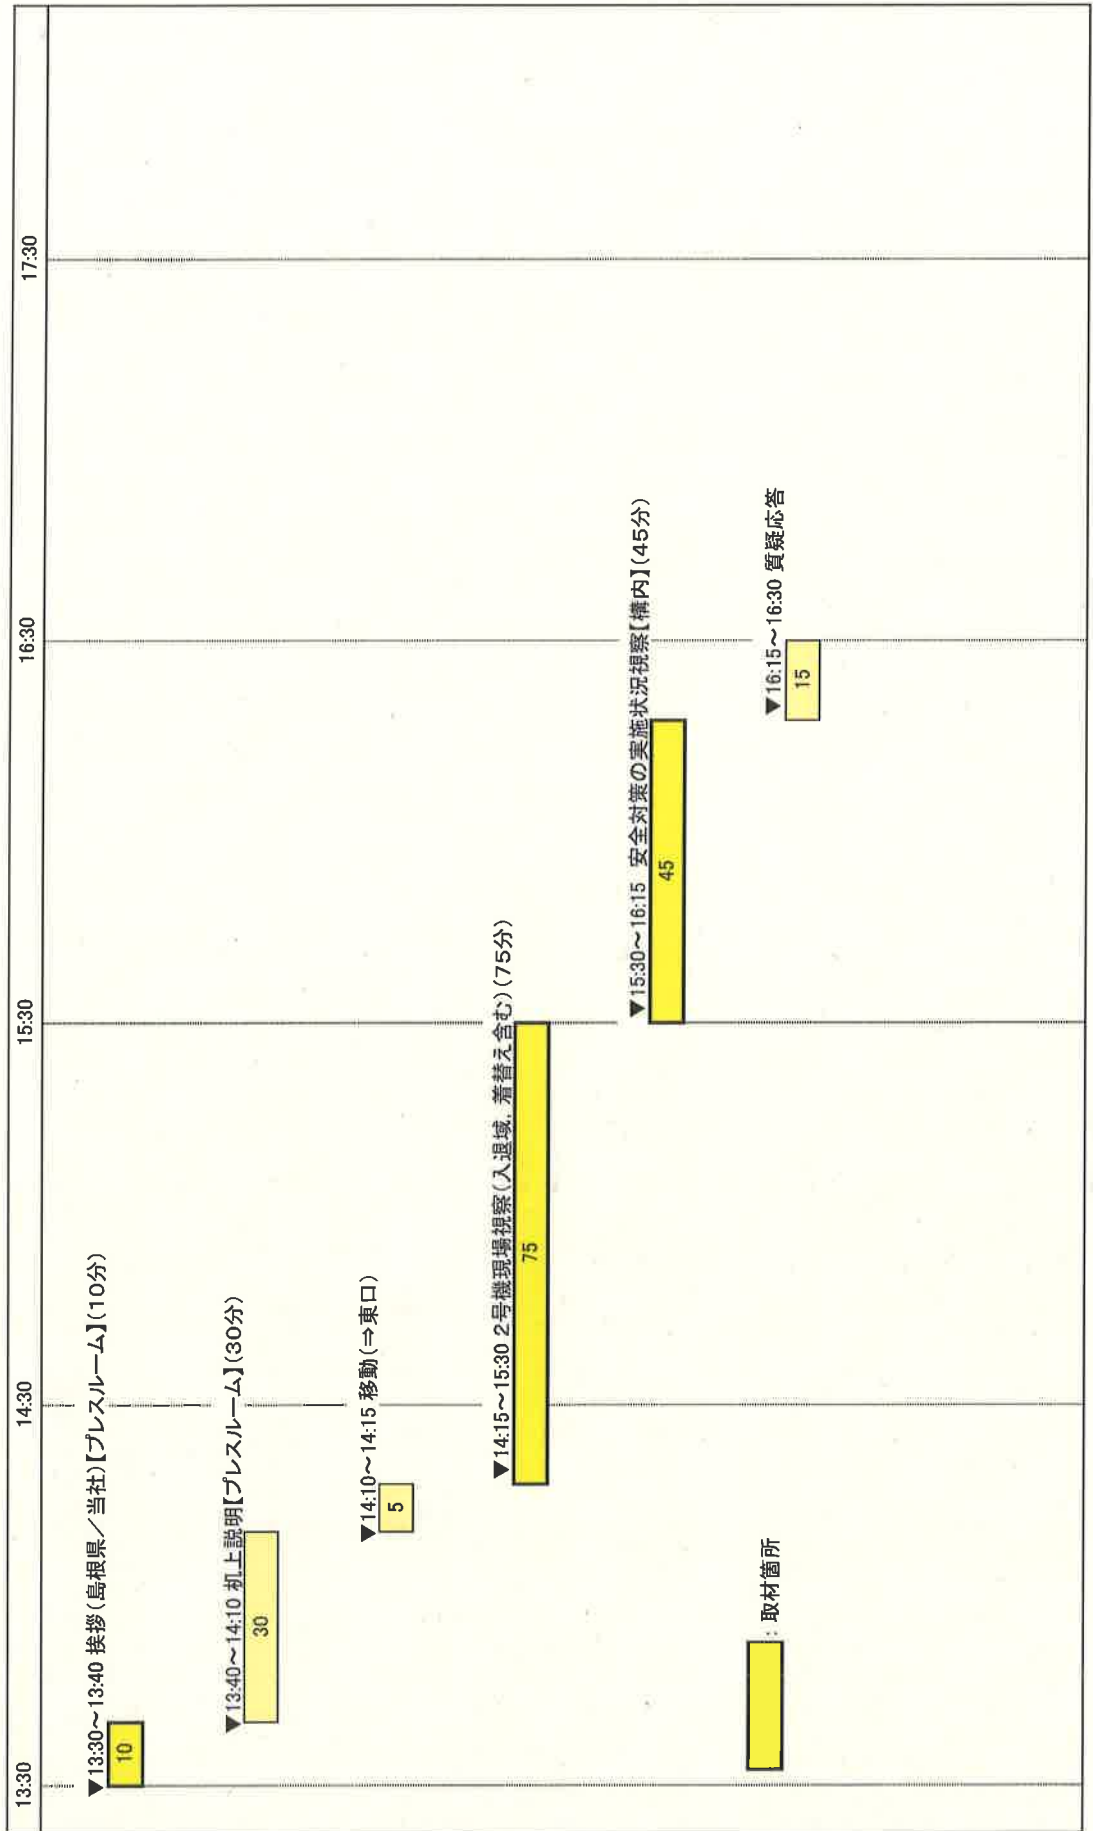 13:30
14:30
15:30
16:30
17:30
▼13:30～13:40 挨拶(島根県／当社)【プレスルーム】(10分)
10
▼13:40～14:10 机上説明【プレスルーム】(30分)
30
▼14:10～14:15 移動(⇒東口)
5
▼14:15～15:30 2号機現場視察(入退域，着替え含む)(75分)
75
▼15:30～16:15 安全対策の実施状況視察【構内】(45分)
45
▼16:15～16:30 質疑応答
15
：取材箇所